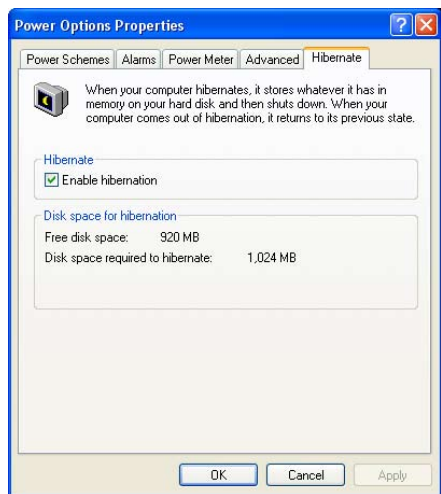 Power Options Properties
Power Schemes Alarms Power Meter Advanced Hibernate
When your computer hibernates, it stores whatever it has in
memory on your hard disk and then shuts down. When your
computer comes out of hibernation, it returns to its previous state.
Hibernate
Enable hibernation
Disk space for hibernation
Free disk space: 920 MB
Disk space required to hibernate: 1,024 MB
OK Cancel Apply